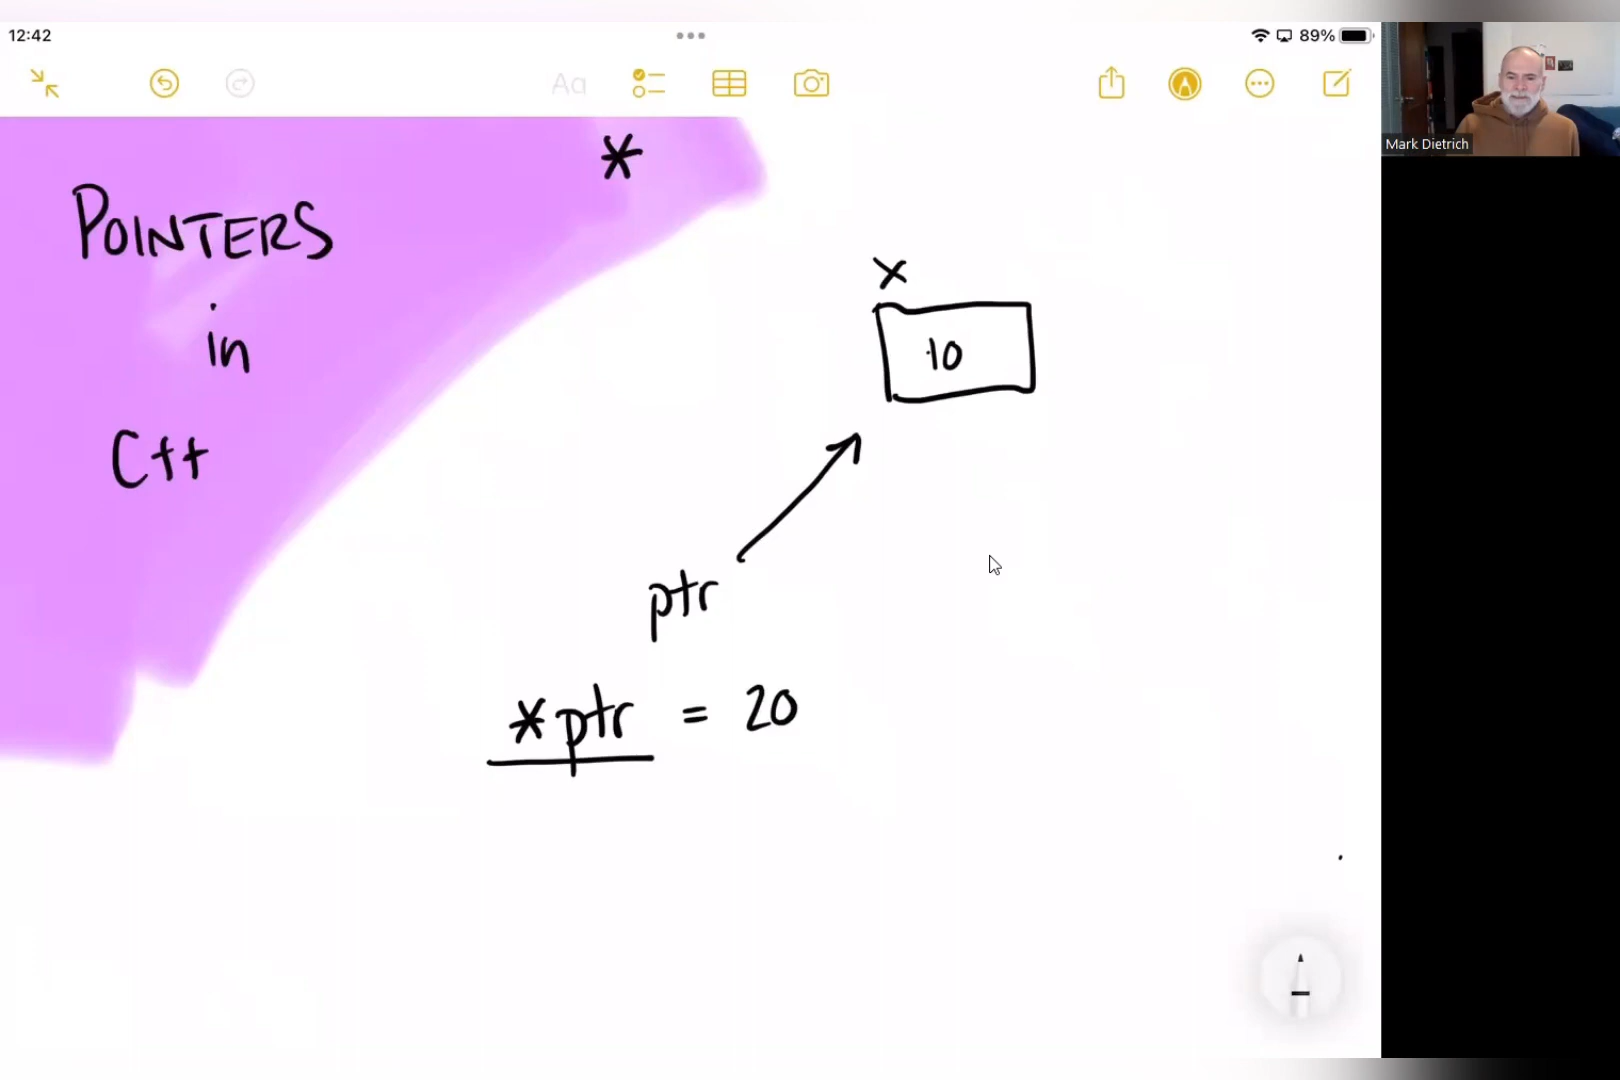 12:42
89%
Aa
Mark Dietrich
*
POINTERS
in
C++
x
10
ptr
*ptr = 20